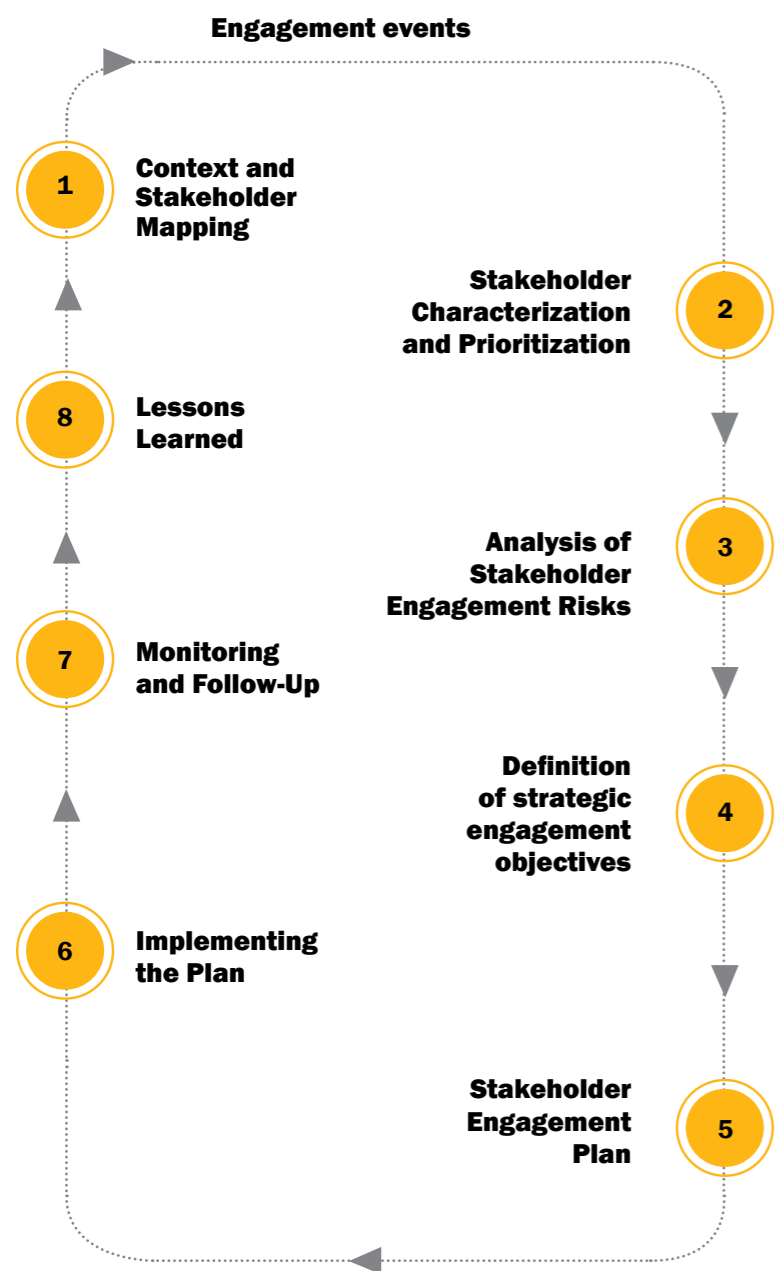 Engagement events
1
Context and
Stakeholder
Mapping
2
Stakeholder
Characterization
and Prioritization
3
Analysis of
Stakeholder
Engagement Risks
4
Definition
of strategic
engagement
objectives
5
Stakeholder
Engagement
Plan
6
Implementing
the Plan
7
Monitoring
and Follow-Up
8
Lessons
Learned